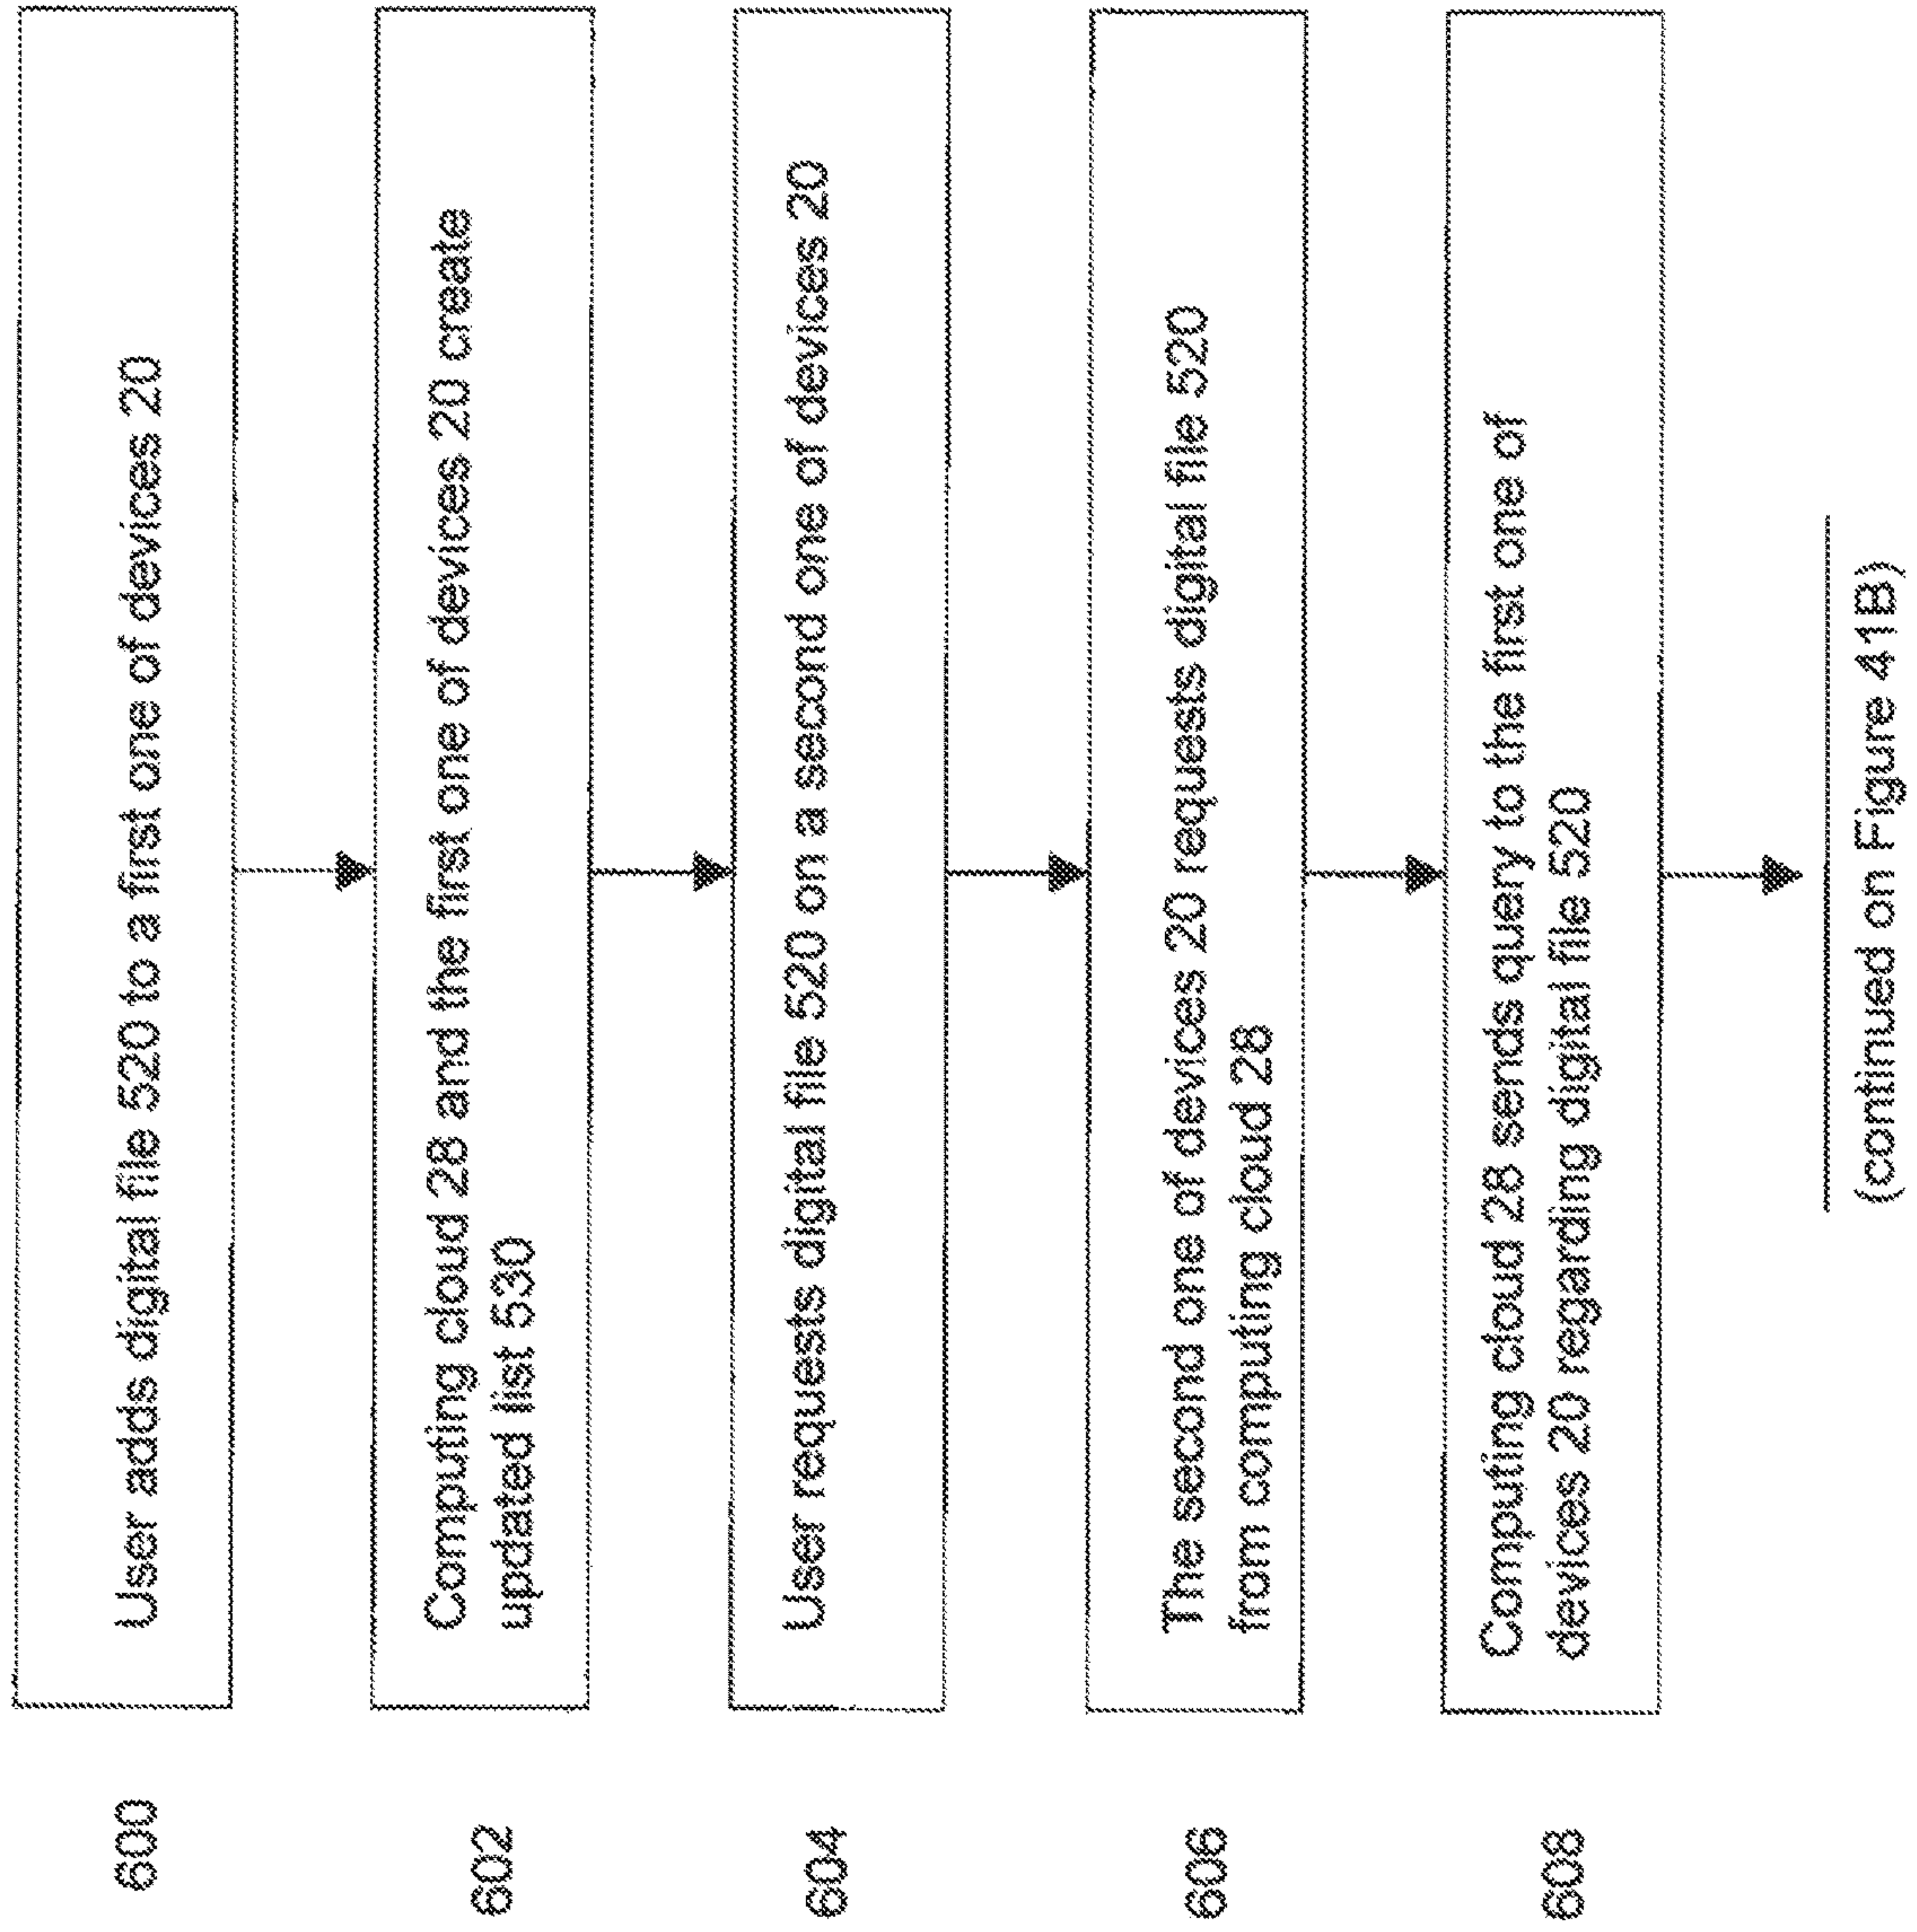 600
User adds digital file 520 to a first one of devices 20
602
Computing cloud 28 and the first one of devices 20 create
updated list 530
604
User requests digital file 520 on a second one of devices 20
606
The second one of devices 20 requests digital file 520
from computing cloud 28
608
Computing cloud 28 sends query to the first one of
devices 20 regarding digital file 520
(continued on Figure 41B)